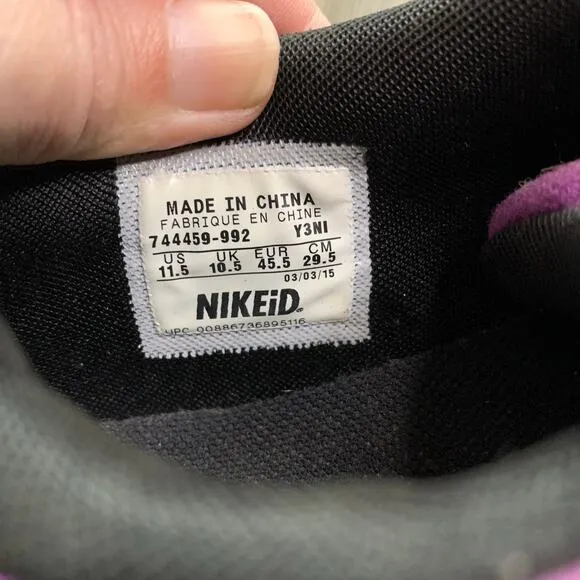 MADE IN CHINA
FABRIQUE EN CHINE
744459-992 Y3NI
US UK EUR CM
11.5 10.5 45.5 29.5
03/03/15
NIKEiD.
UPC 00886736895116